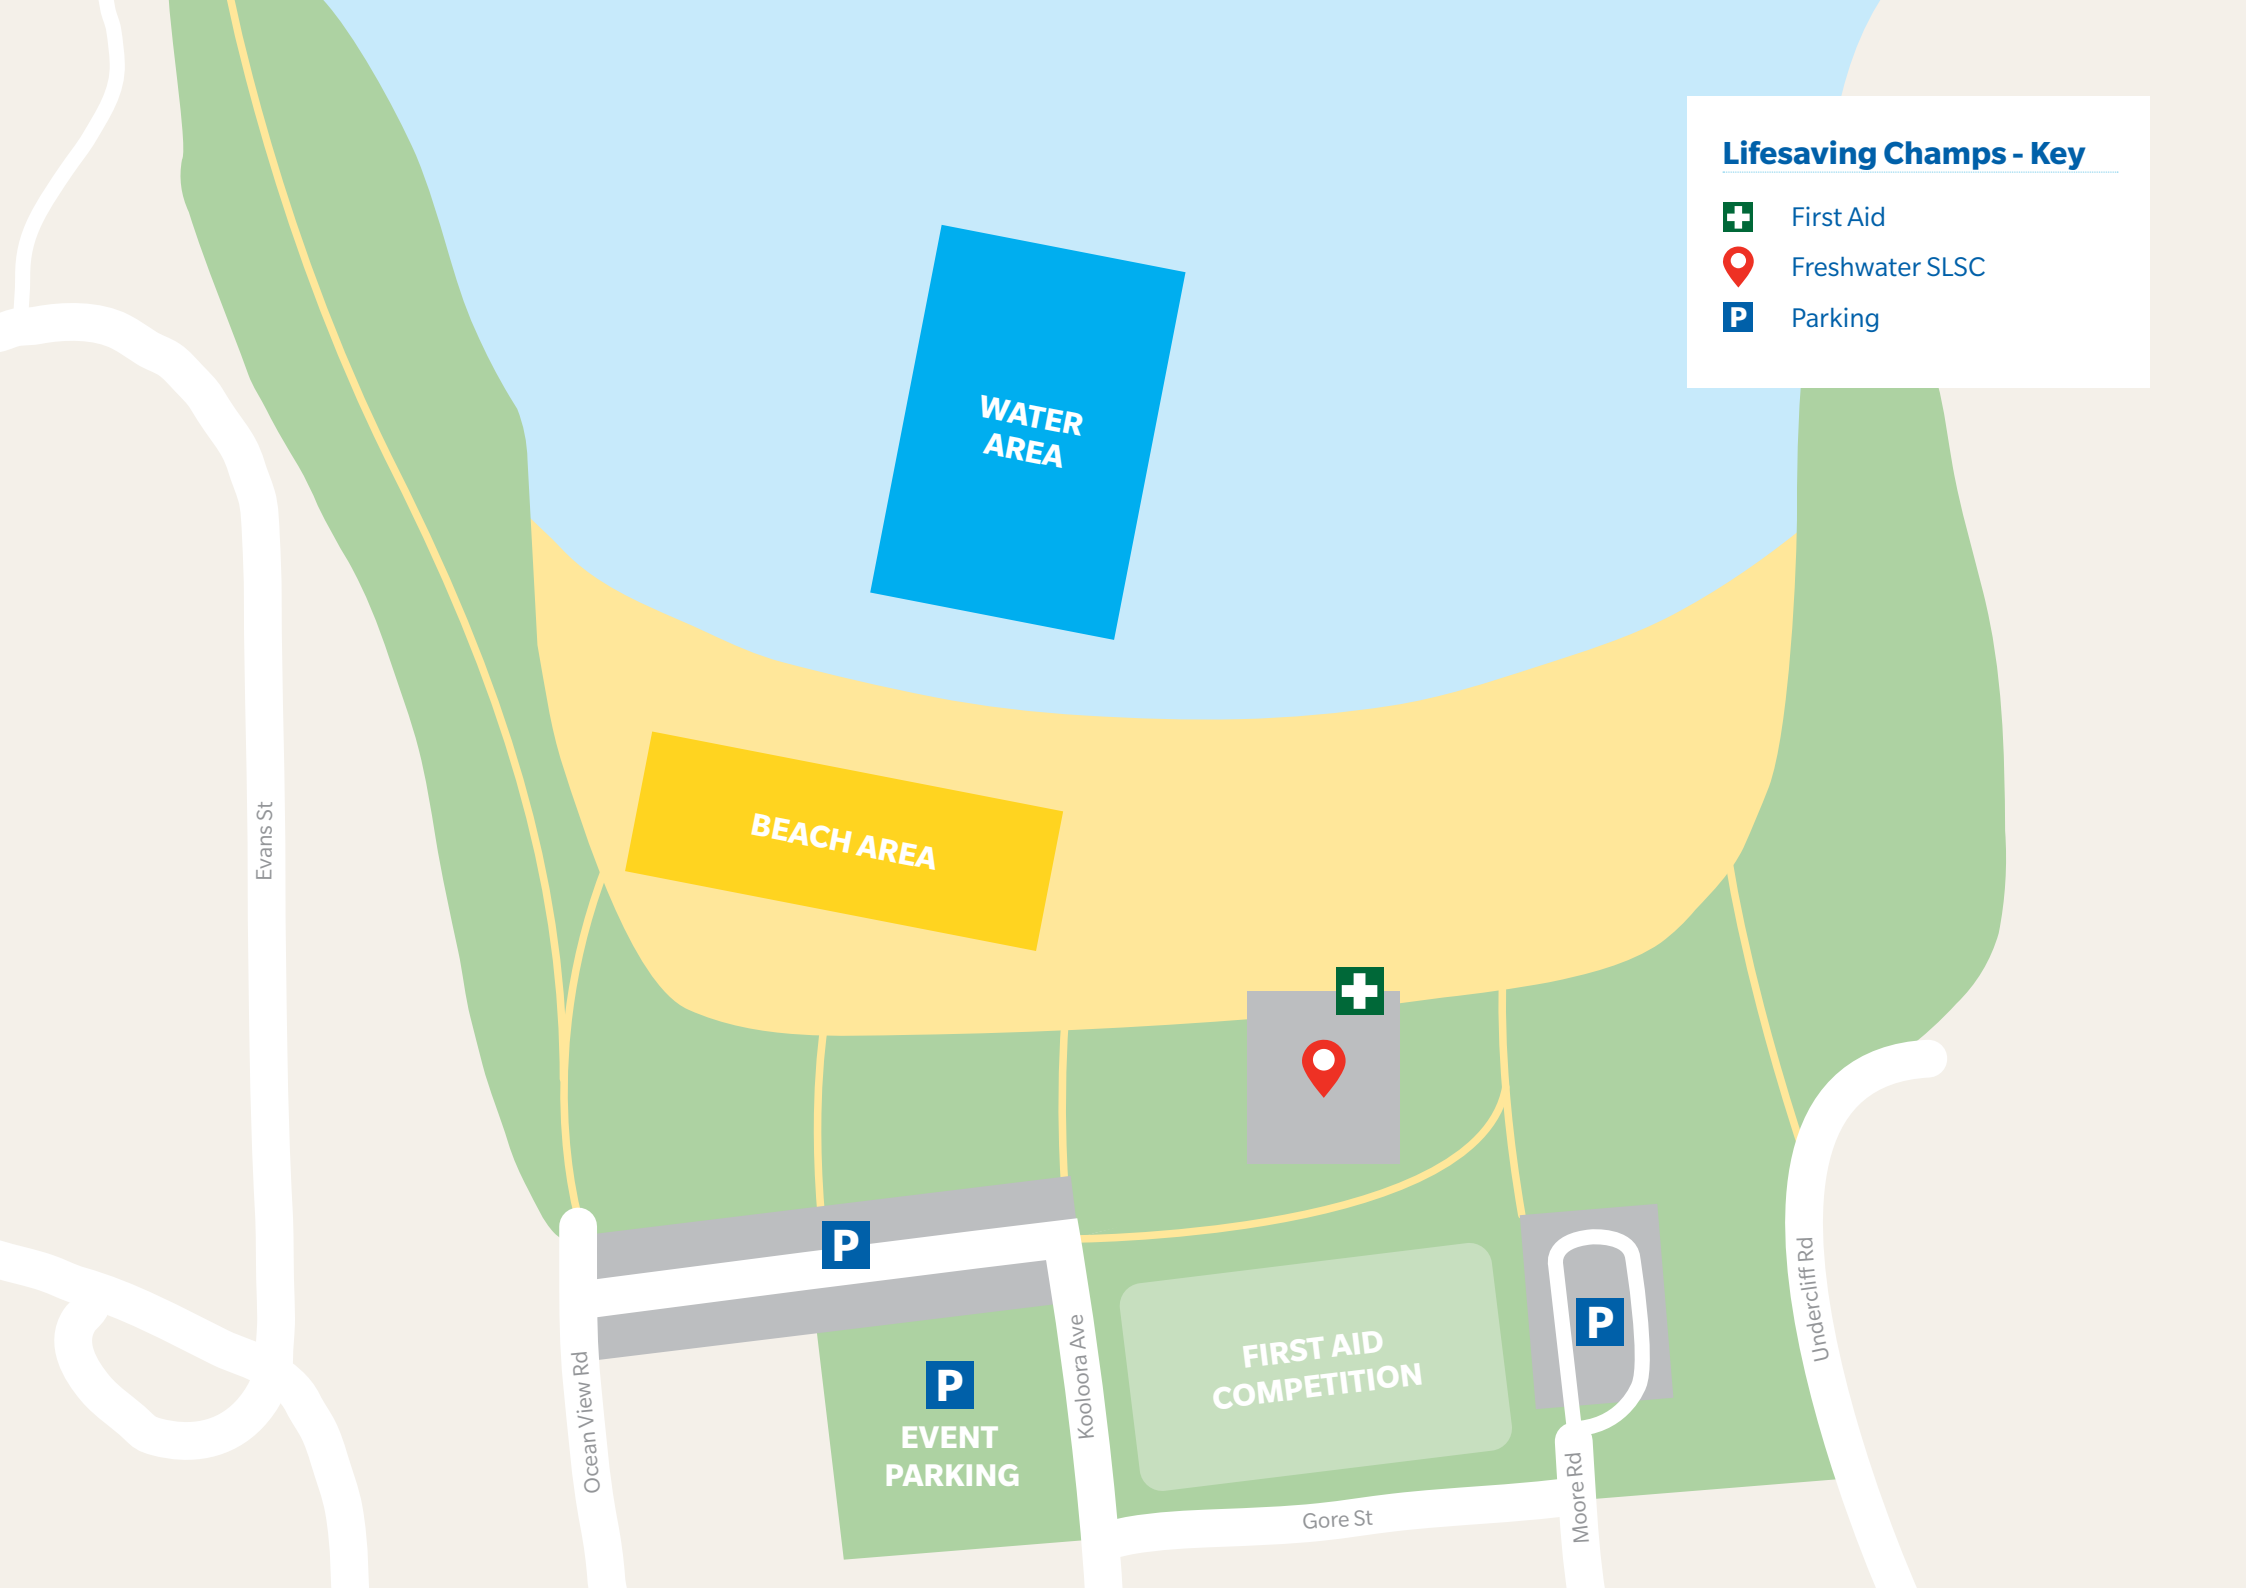 Lifesaving Champs - Key
First Aid
Freshwater SLSC
P Parking
WATER
AREA
BEACH AREA
Evans St
P
P
EVENT
PARKING
FIRST AID
COMPETITION
P
Ocean View Rd
Kooloora Ave
Undercliff Rd
Moore Rd
Gore St